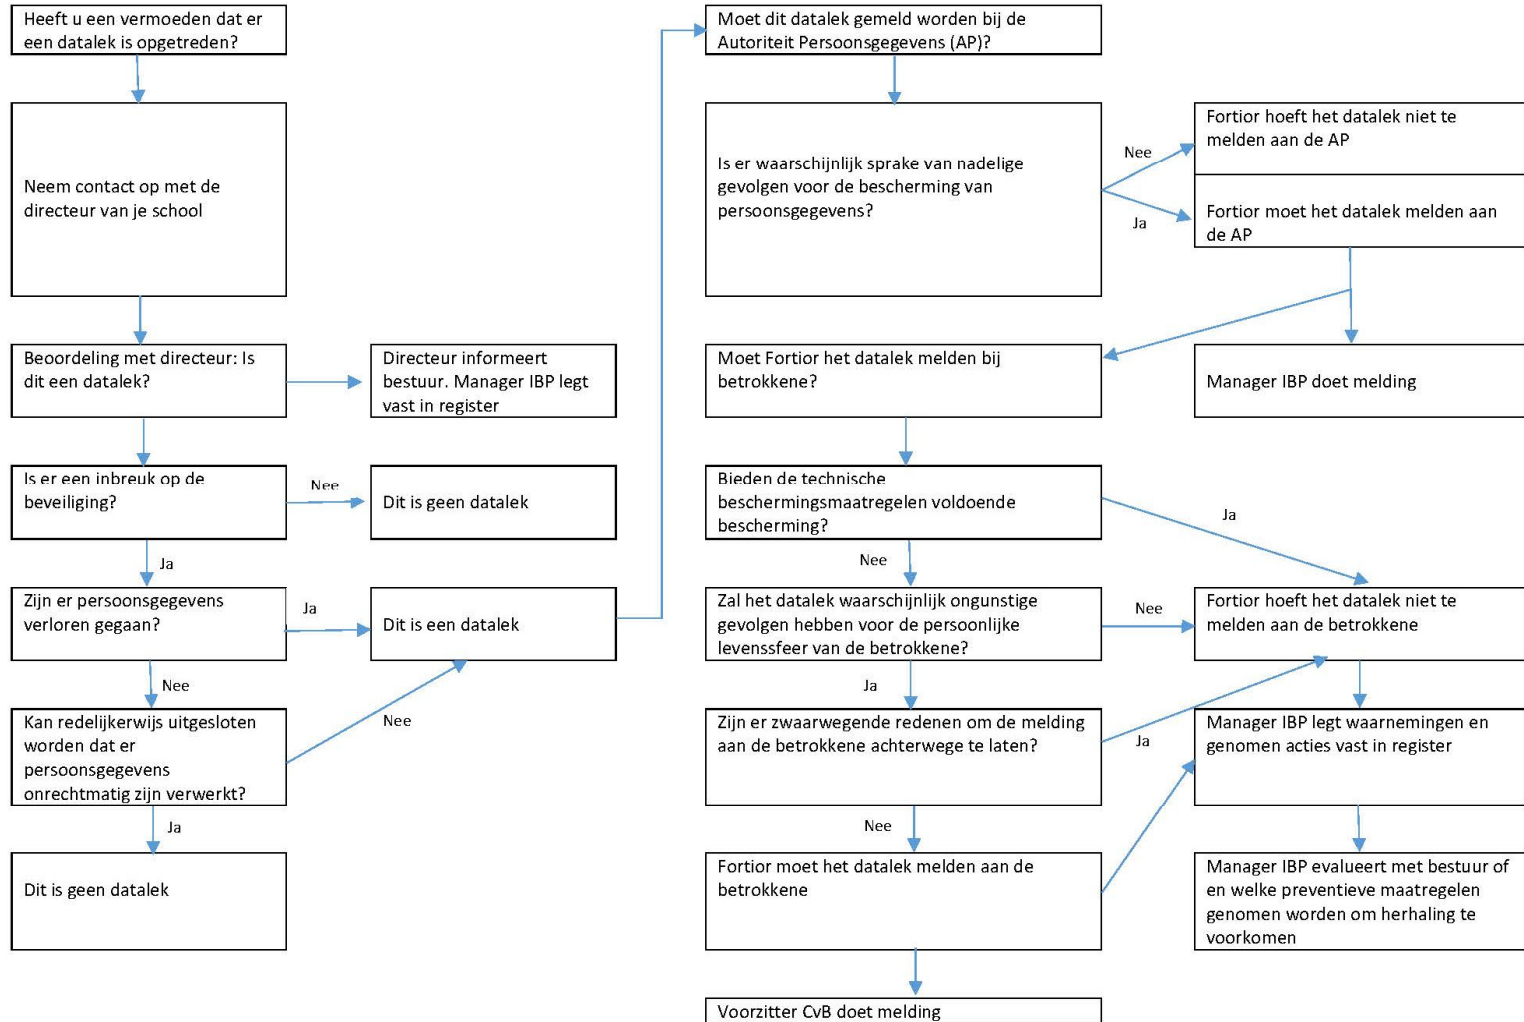 Heeft u een vermoeden dat er
een datalek is opgetreden?
Neem contact op met de
directeur van je school
Beoordeling met directeur: Is
dit een datalek?
Directeur informeert
bestuur. Manager IBP legt
vast in register
Is er een inbreuk op de
beveiliging?
Nee
Dit is geen datalek
Ja
Zijn er persoonsgegevens
verloren gegaan?
Ja
Dit is een datalek
Nee
Kan redelijkerwijs uitgesloten
worden dat er
persoonsgegevens
onrechtmatig zijn verwerkt?
Nee
Ja
Dit is geen datalek
Moet dit datalek gemeld worden bij de
Autoriteit Persoonsgegevens (AP)?
Is er waarschijnlijk sprake van nadelige
gevolgen voor de bescherming van
persoonsgegevens?
Nee
Ja
Fortior hoeft het datalek niet te
melden aan de AP
Fortior moet het datalek melden aan
de AP
Moet Fortior het datalek melden bij
betrokkene?
Manager IBP doet melding
Bieden de technische
beschermingsmaatregelen voldoende
bescherming?
Ja
Nee
Zal het datalek waarschijnlijk ongunstige
gevolgen hebben voor de persoonlijke
levenssfeer van de betrokkene?
Nee
Fortior hoeft het datalek niet te
melden aan de betrokkene
Ja
Zijn er zwaarwegende redenen om de melding
aan de betrokkene achterwege te laten?
Ja
Manager IBP legt waarnemingen en
genomen acties vast in register
Nee
Fortior moet het datalek melden aan de
betrokkene
Manager IBP evalueert met bestuur of
en welke preventieve maatregelen
genomen worden om herhaling te
voorkomen
Voorzitter CvB doet melding